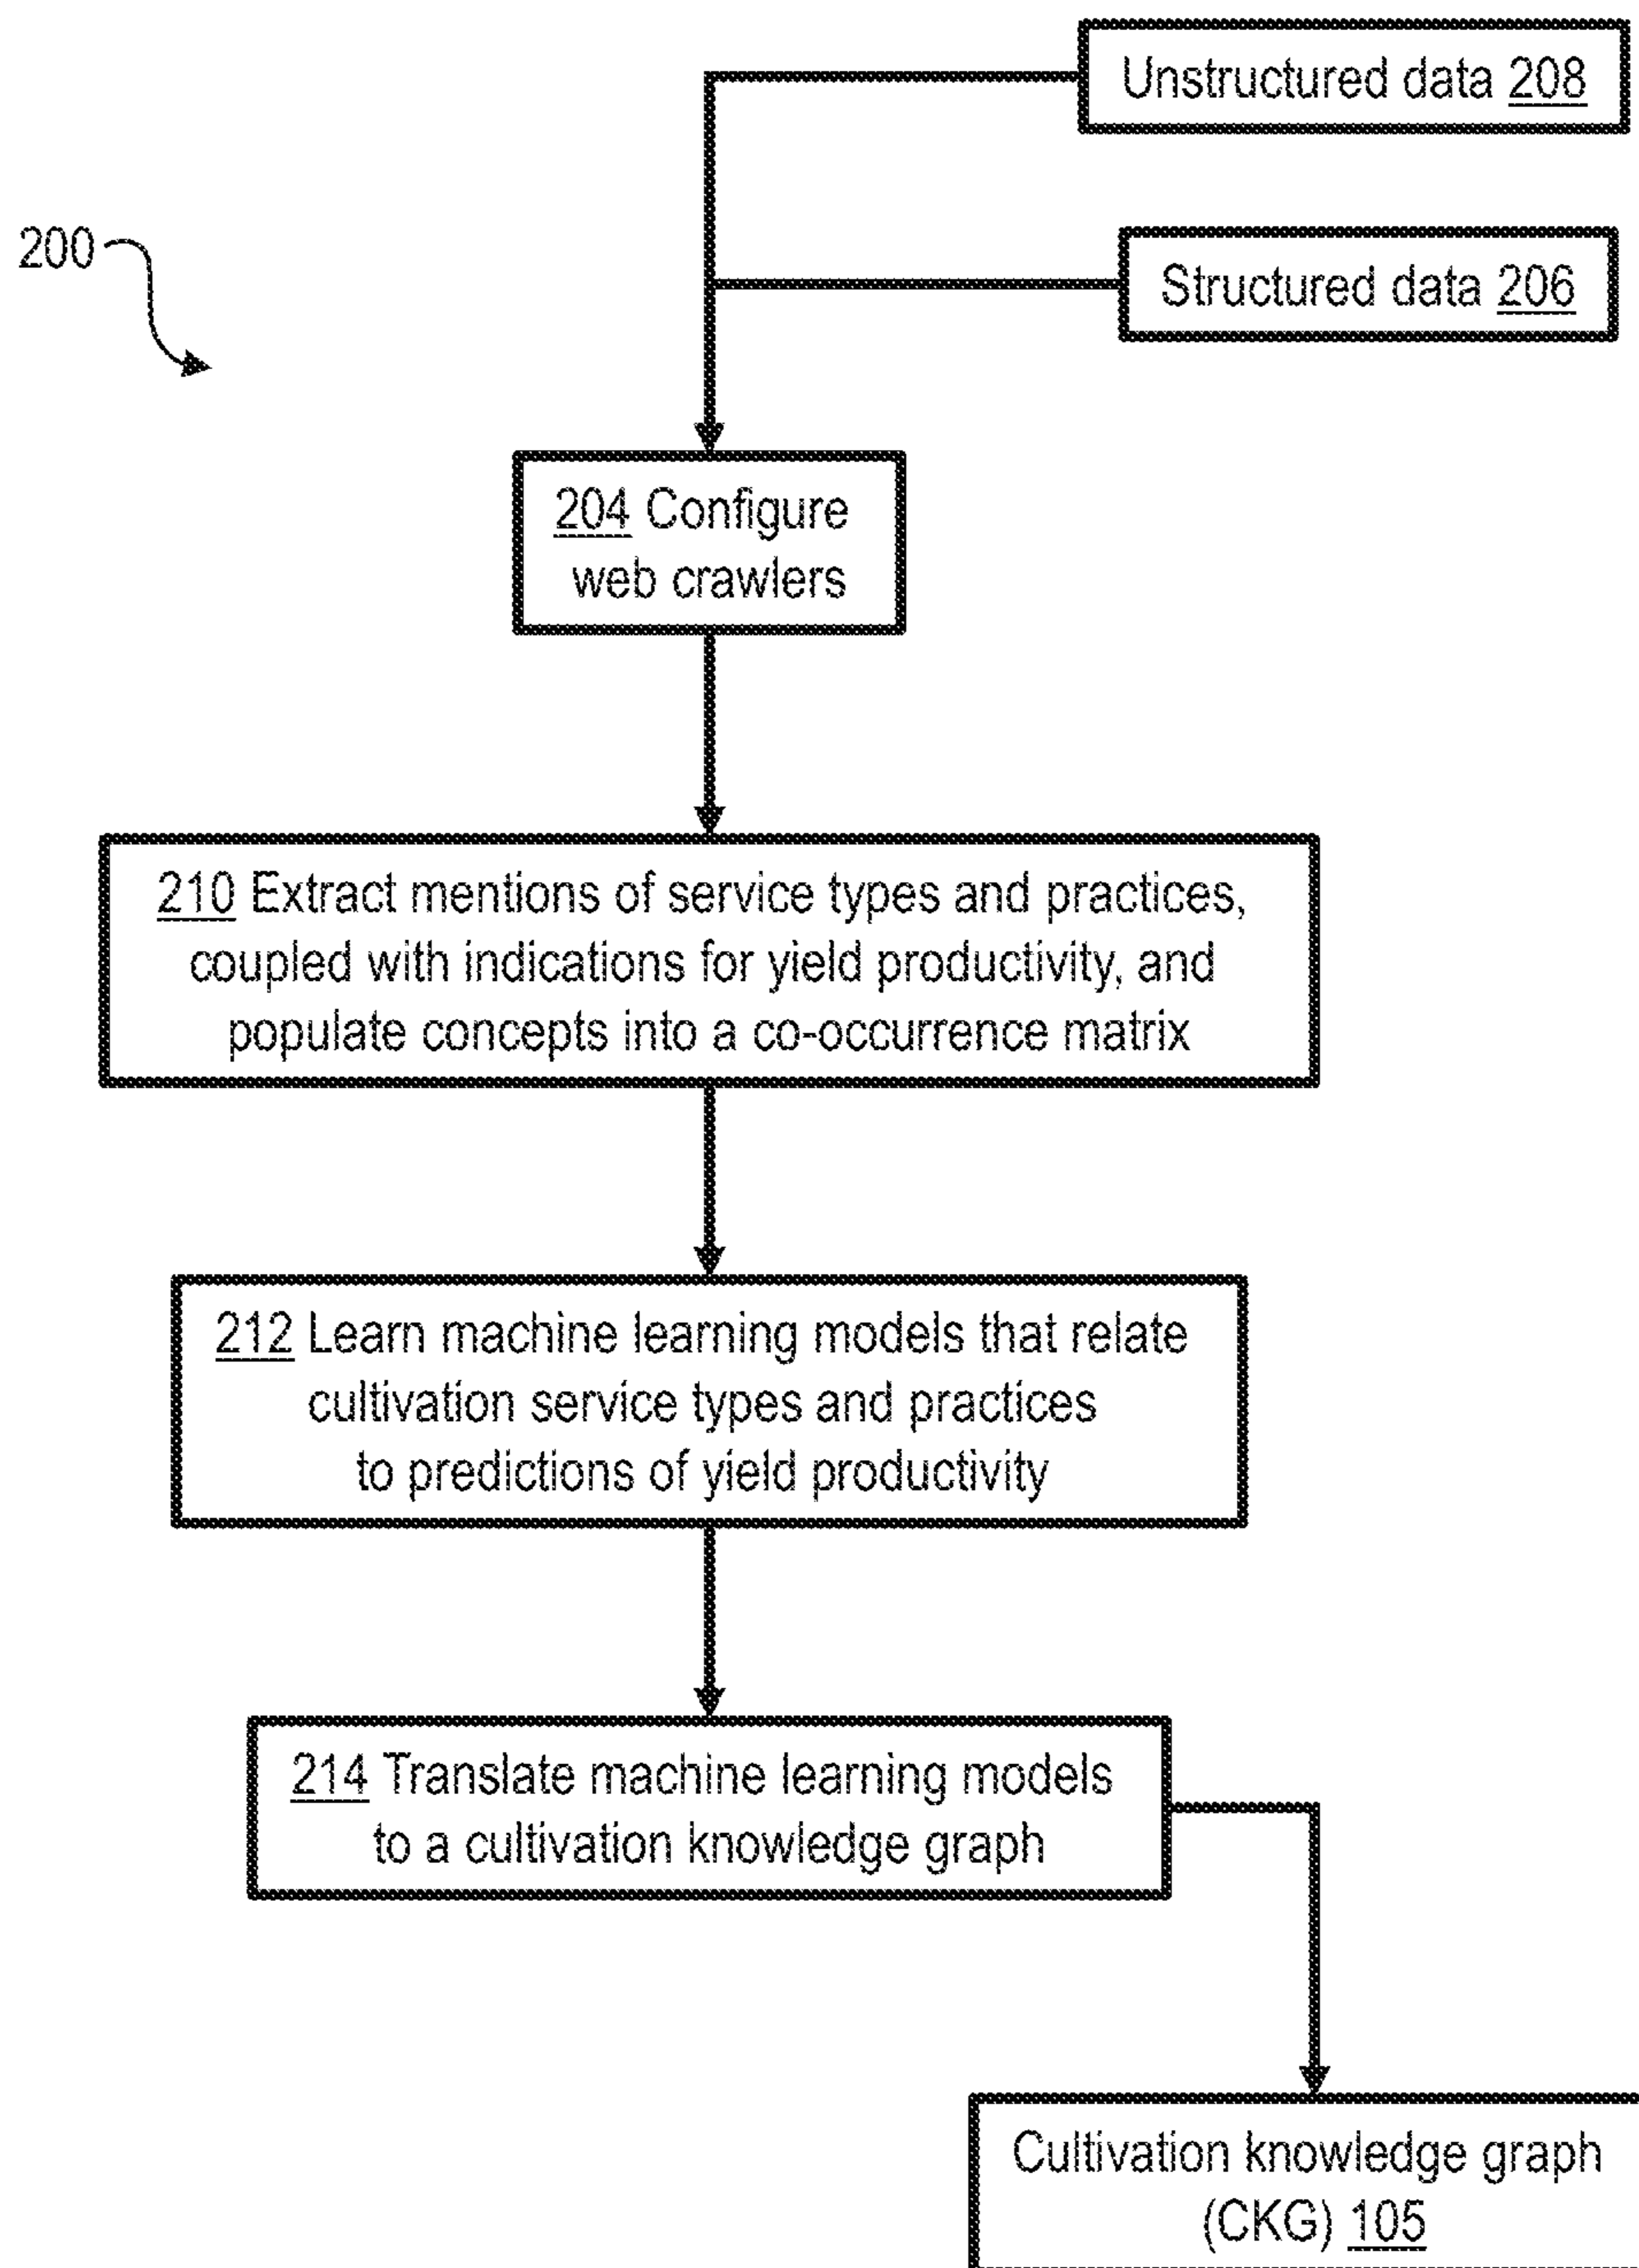 Unstructured data 208
200
Structured data 206
204 Configure
web crawlers
210 Extract mentions of service types and practices,
coupled with indications for yield productivity, and
populate concepts into a co-occurrence matrix
212 Learn machine learning models that relate
cultivation service types and practices
to predictions of yield productivity
214 Translate machine learning models
to a cultivation knowledge graph
Cultivation knowledge graph
(CKG) 105